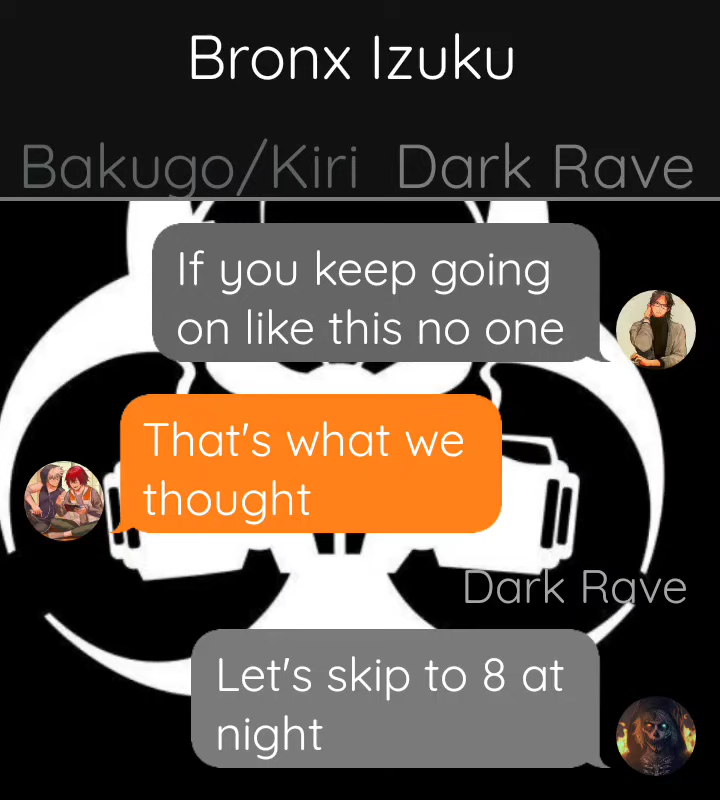 Bronx Izuku
Bakugo/Kiri Dark Rave
If you keep going
on like this no one
That's what we
thought
Dark Rave
Let's skip to 8 at
night